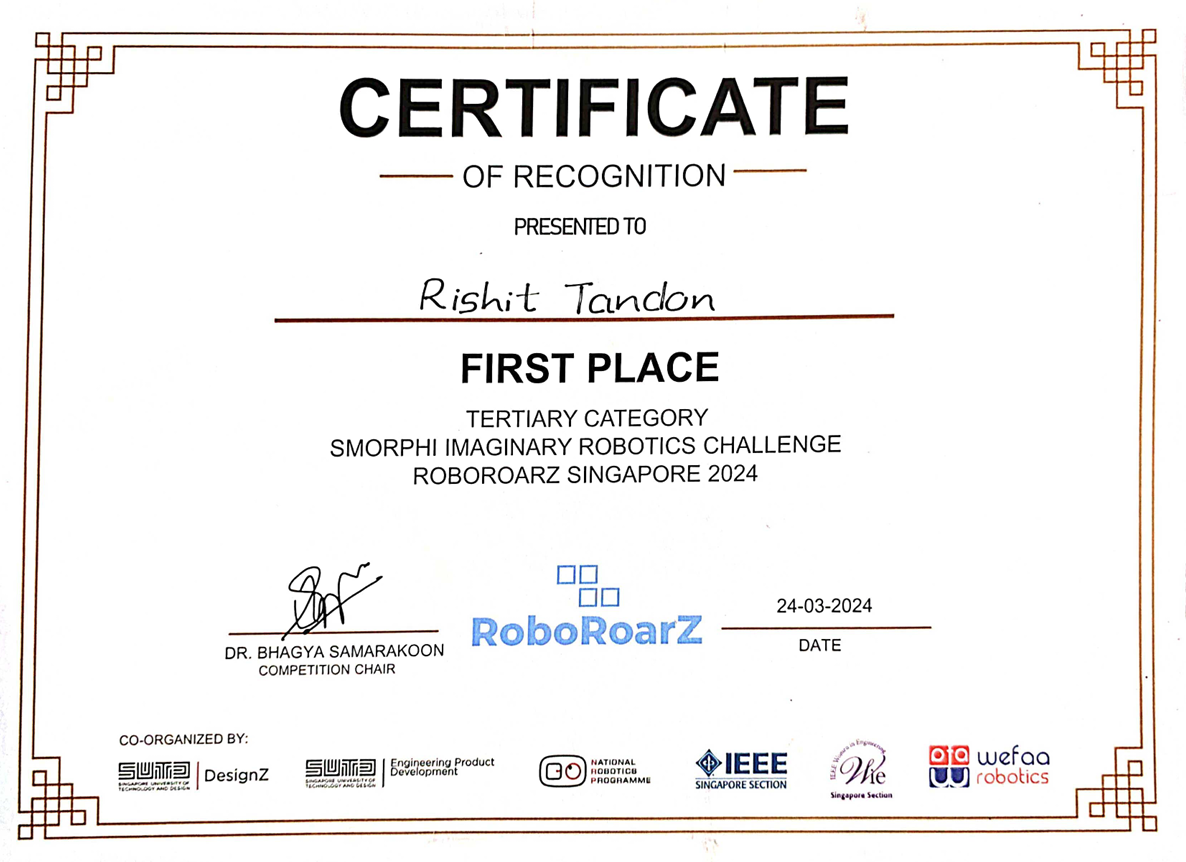 CERTIFICATE
OF RECOGNITION
PRESENTED TO
Rishit Tandon
FIRST PLACE
TERTIARY CATEGORY
SMORPHI IMAGINARY ROBOTICS CHALLENGE
ROBOROARZ SINGAPORE 2024
RoboRoarZ
24-03-2024
DATE
DR. BHAGYA SAMARAKOON
COMPETITION CHAIR
CO-ORGANIZED BY:
SUTD
SINGAPORE UNIVERSITY OF
TECHNOLOGY AND DESIGN
DesignZ
SUTD
SINGAPORE UNIVERSITY OF
TECHNOLOGY AND DESIGN
Engineering Product
Development
NATIONAL
ROBOTICS
PROGRAMME
IEEE
SINGAPORE SECTION
IEEE Women in Engineering
Wie
Singapore Section
wefaa
robotics